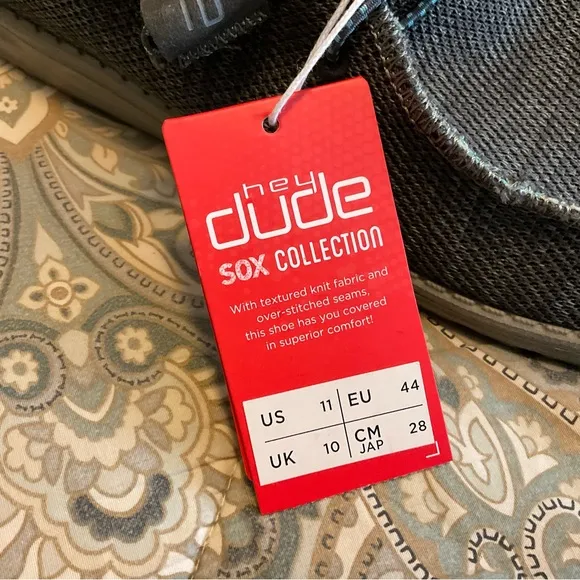 hey
dude
SOX COLLECTION
With textured knit fabric and
over-stitched seams,
this shoe has you covered
in superior comfort!
US 11 EU 44
UK 10 CM JAP 28